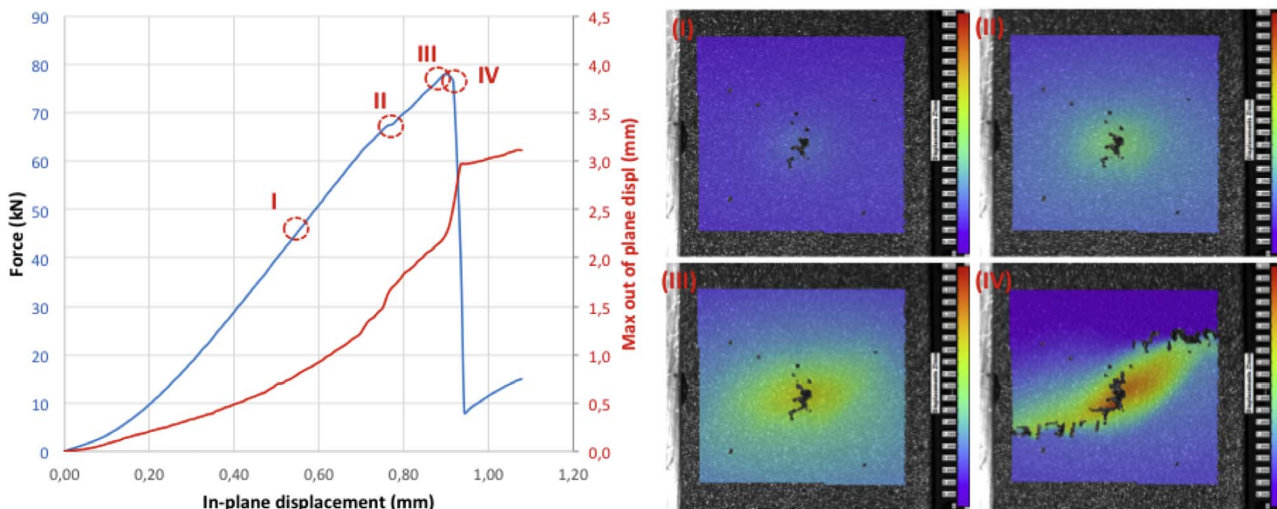 90
80
70
60
50
40
30
20
10
0
Force (kN)
4,5
4,0
3,5
3,0
2,5
2,0
1,5
1,0
0,5
0,0
Max out of plane displ (mm)
0,00 0,20 0,40 0,60 0,80 1,00 1,20
In-plane displacement (mm)
I
II
III
IV
(I)
(II)
(III)
(IV)